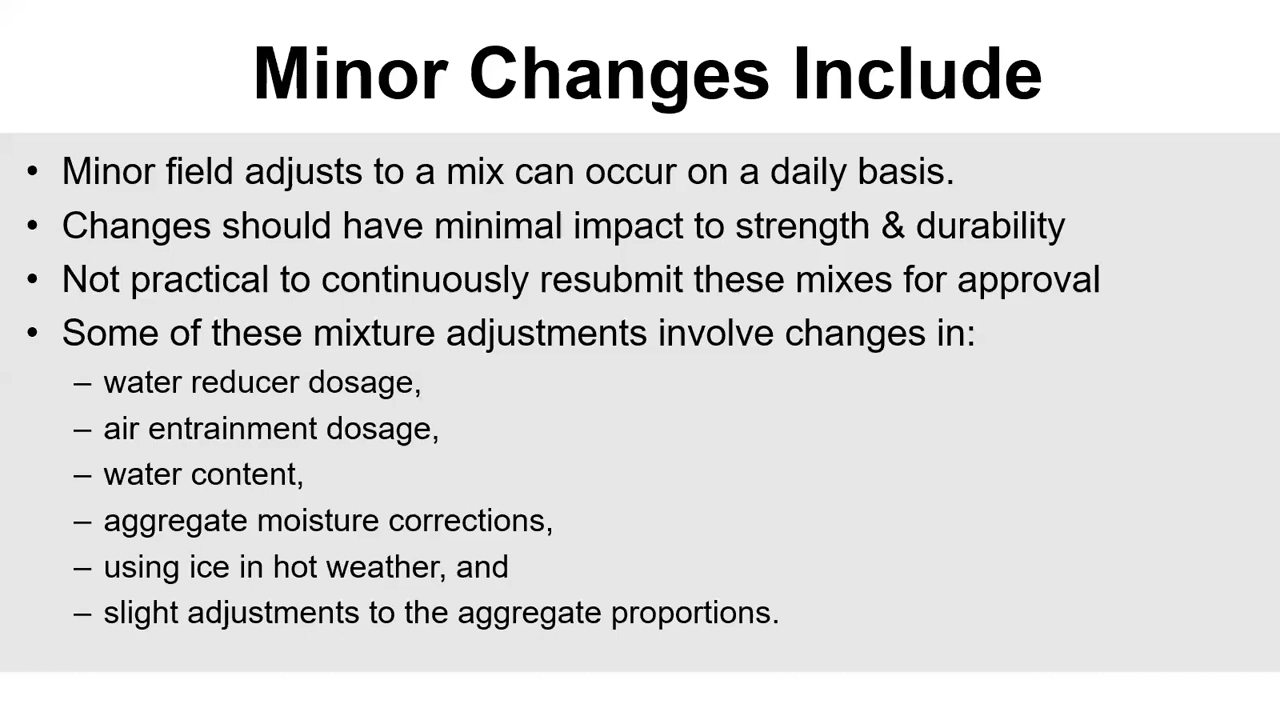 Minor Changes Include
• Minor field adjusts to a mix can occur on a daily basis.
• Changes should have minimal impact to strength & durability
• Not practical to continuously resubmit these mixes for approval
• Some of these mixture adjustments involve changes in:
– water reducer dosage,
– air entrainment dosage,
– water content,
– aggregate moisture corrections,
– using ice in hot weather, and
– slight adjustments to the aggregate proportions.